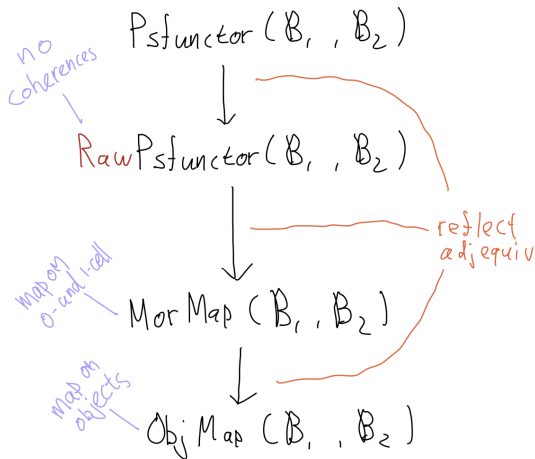 Psfunctor (B₁, B₂)
no
coherences
RawPsfunctor (B₁, B₂)
reflect
adjequiv
map on
0- and 1-cell
MorMap (B₁, B₂)
map on
objects
ObjMap (B₁, B₂)